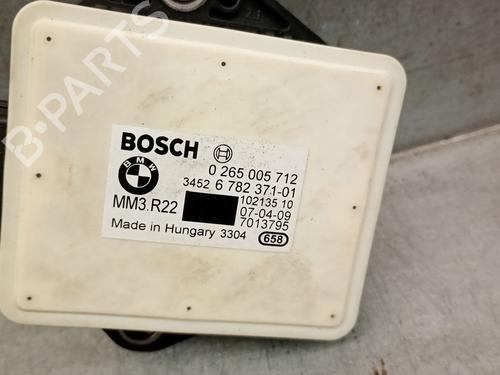 B-PARTS
BOSCH
0 265 005 712
BMW
3452 6 782 371-01
MM3.R22
102135 10
07-04-09
7013795
Made in Hungary 3304
658